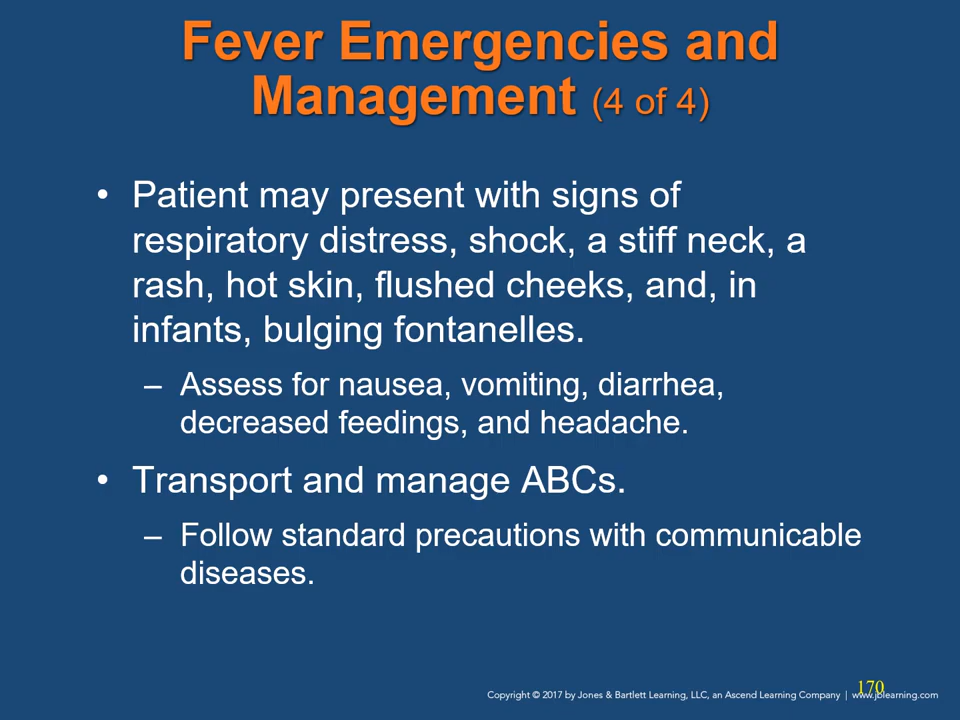 Fever Emergencies and
Management (4 of 4)
• Patient may present with signs of
respiratory distress, shock, a stiff neck, a
rash, hot skin, flushed cheeks, and, in
infants, bulging fontanelles.
– Assess for nausea, vomiting, diarrhea,
decreased feedings, and headache.
• Transport and manage ABCs.
– Follow standard precautions with communicable
diseases.
170
Copyright © 2017 by Jones & Bartlett Learning, LLC, an Ascend Learning Company | www.jblearning.com